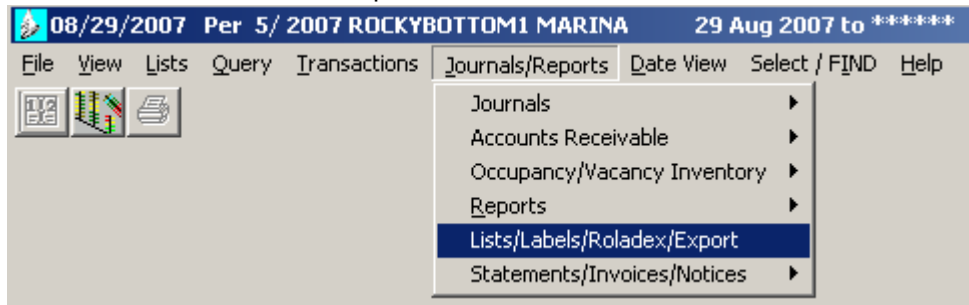 08/29/2007 Per 5/ 2007 ROCKYBOTTOM1 MARINA 29 Aug 2007 to ******
File View Lists Query Transactions Journals/Reports Date View Select / FIND Help
Journals
Accounts Receivable
Occupancy/Vacancy Inventory
Reports
Lists/Labels/Roladex/Export
Statements/Invoices/Notices